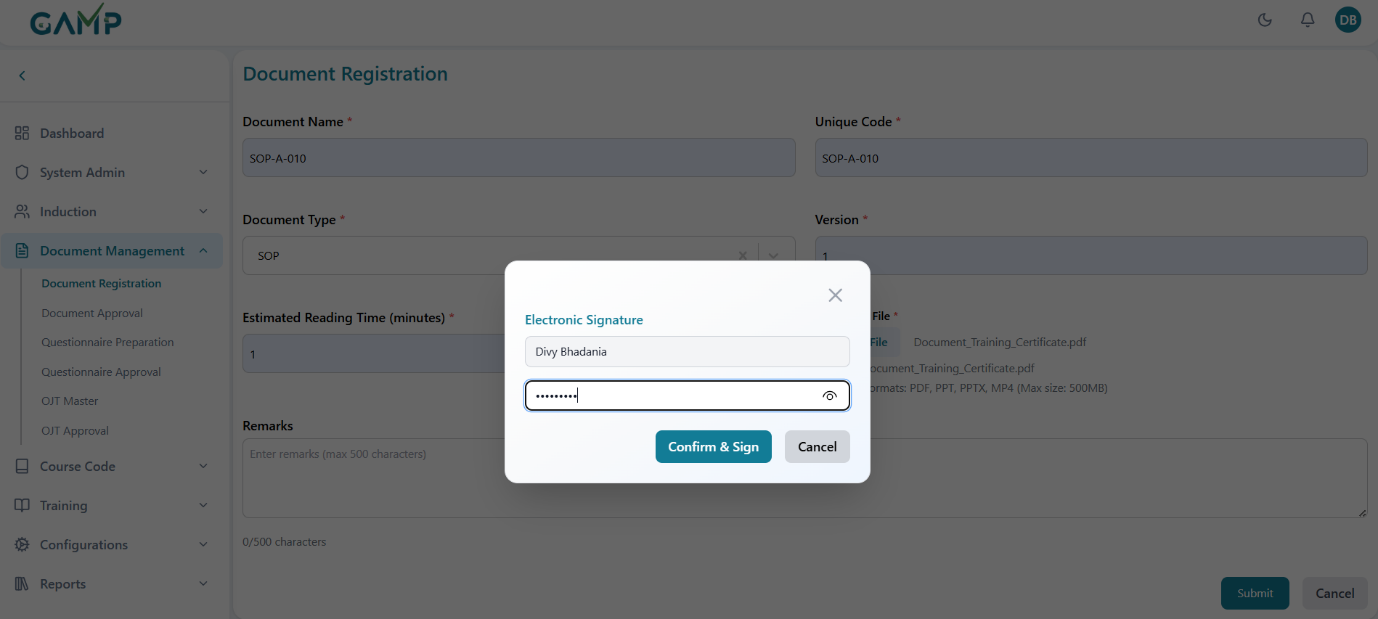 GAMP
DB
Document Registration
Dashboard
System Admin
Induction
Document Management
Document Registration
Document Approval
Questionnaire Preparation
Questionnaire Approval
OJT Master
OJT Approval
Course Code
Training
Configurations
Reports
Document Name *
SOP-A-010
Unique Code *
SOP-A-010
Document Type *
SOP
Version *
1
Estimated Reading Time (minutes) *
1
File *
File
Document_Training_Certificate.pdf
ocument_Training_Certificate.pdf
ormats: PDF, PPT, PPTX, MP4 (Max size: 500MB)
Remarks
Enter remarks (max 500 characters)
0/500 characters
Submit
Cancel
Electronic Signature
Divy Bhadania
•••••••••
Confirm & Sign
Cancel